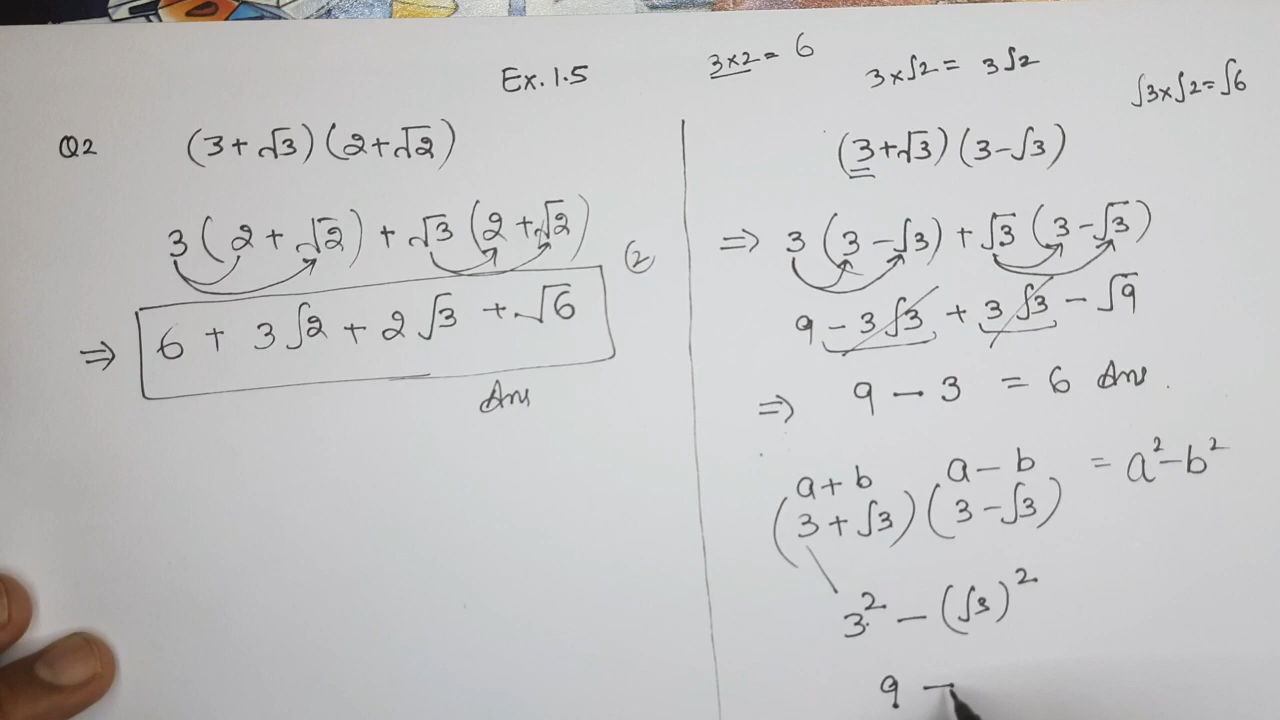 Ex. 1.5
3×2 = 6
3×√2 = 3√2
√3×√2=√6
Q2 (3+√3)(2+√2)
3(2+√2) + √3(2+√2)
⇒ 6 + 3√2 + 2√3 + √6
Ans
(2)
(3+√3)(3-√3)
⇒ 3(3-√3) + √3(3-√3)
9 - 3√3 + 3√3 - √9
⇒ 9 - 3 = 6 Ans.
a+b a-b = a²-b²
(3+√3)(3-√3)
3² - (√3)²
9 -